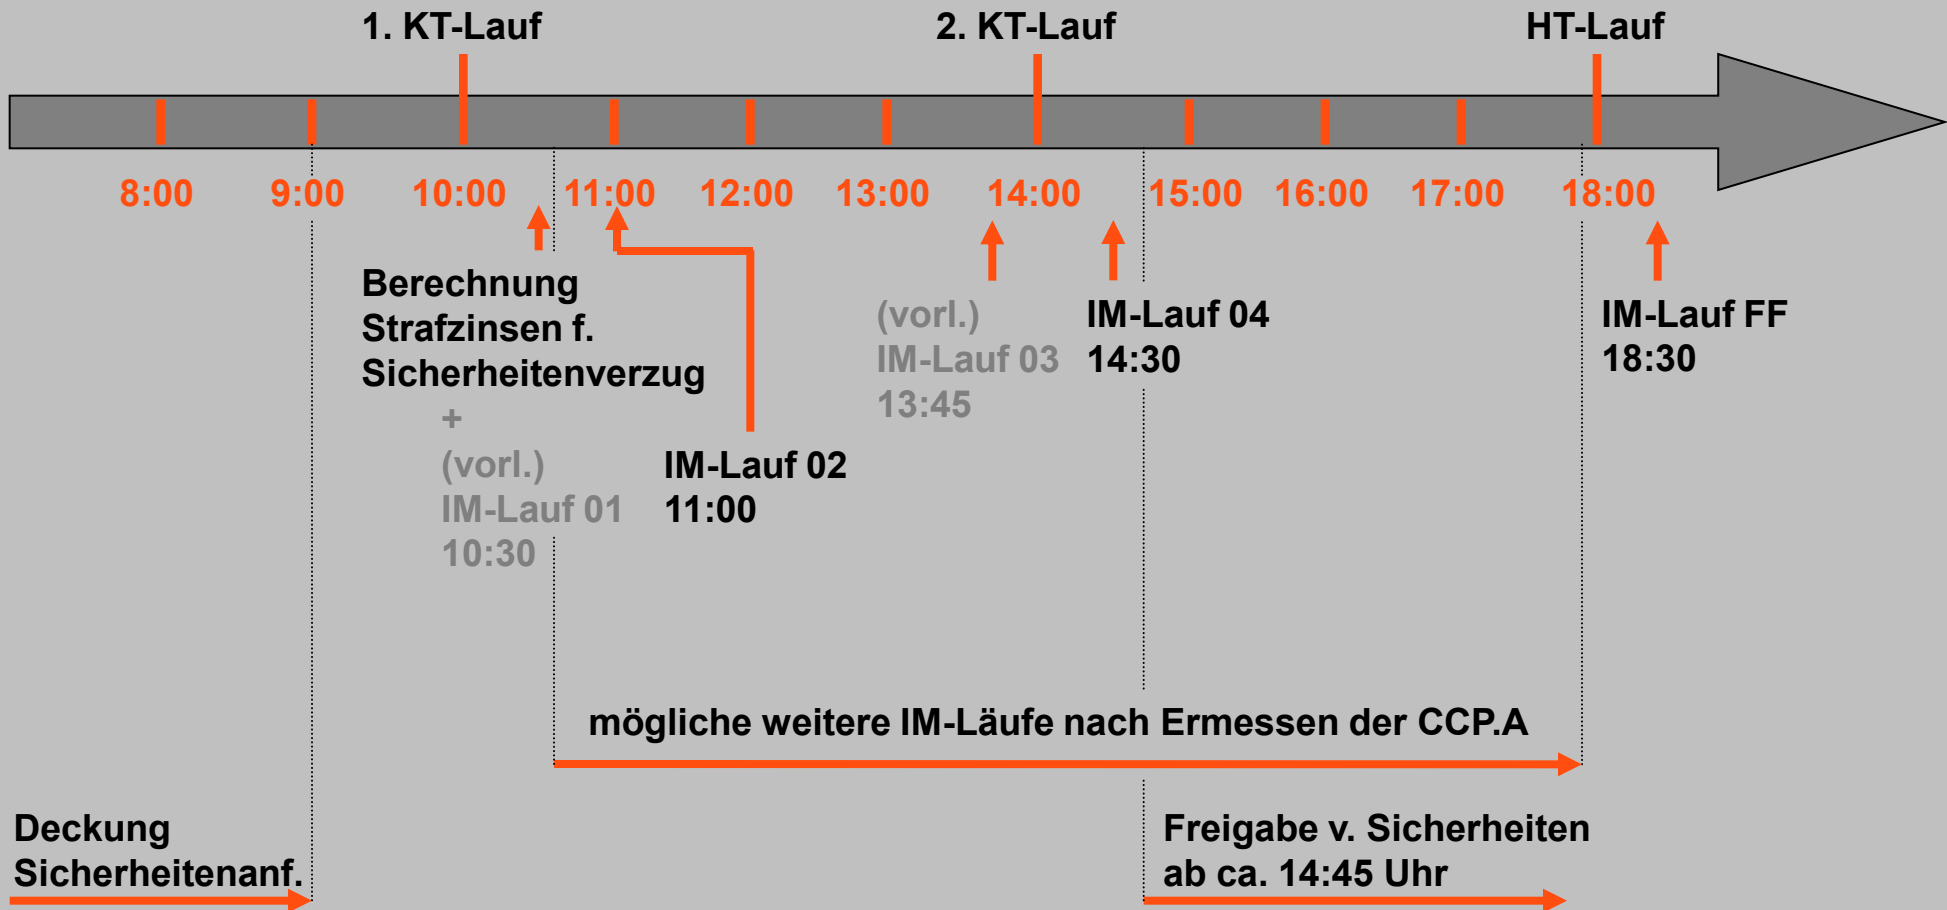 1. KT-Lauf
2. KT-Lauf
HT-Lauf
8:00
9:00
10:00
11:00
12:00
13:00
14:00
15:00
16:00
17:00
18:00
Berechnung
Strafzinsen f.
Sicherheitenverzug
+
(vorl.)
IM-Lauf 01
10:30
IM-Lauf 02
11:00
(vorl.)
IM-Lauf 03
13:45
IM-Lauf 04
14:30
IM-Lauf FF
18:30
mögliche weitere IM-Läufe nach Ermessen der CCP.A
Deckung
Sicherheitenanf.
Freigabe v. Sicherheiten
ab ca. 14:45 Uhr